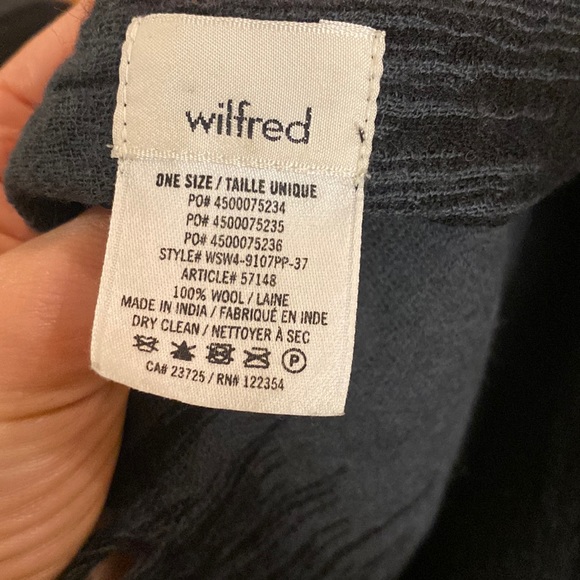 wilfred
ONE SIZE / TAILLE UNIQUE
PO# 4500075234
PO# 4500075235
PO# 4500075236
STYLE# WSW4-9107PP-37
ARTICLE# 57148
100% WOOL / LAINE
MADE IN INDIA / FABRIQUÉ EN INDE
DRY CLEAN / NETTOYER À SEC
P
CA# 23725 / RN# 122354